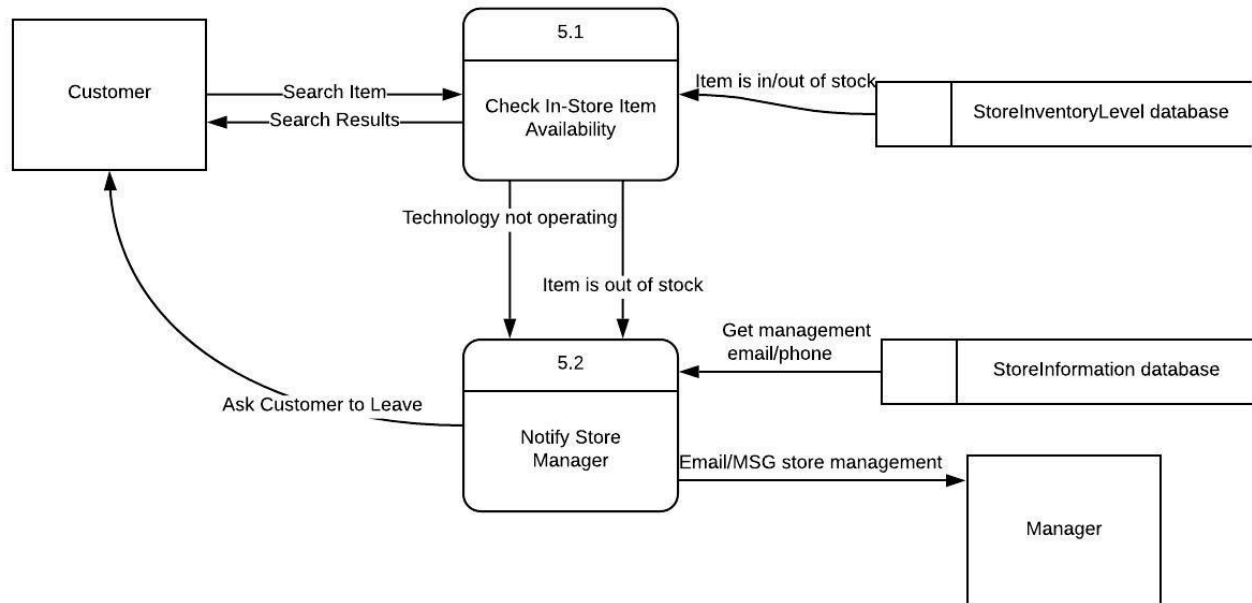 5.1
Customer
Search Item
Search Results
Check In-Store Item
Availability
Item is in/out of stock
StoreInventoryLevel database
Technology not operating
Item is out of stock
Get management
email/phone
StoreInformation database
5.2
Ask Customer to Leave
Notify Store
Manager
Email/MSG store management
Manager